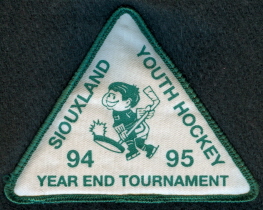 SIOUXLAND
YOUTH HOCKEY
94 95
YEAR END TOURNAMENT